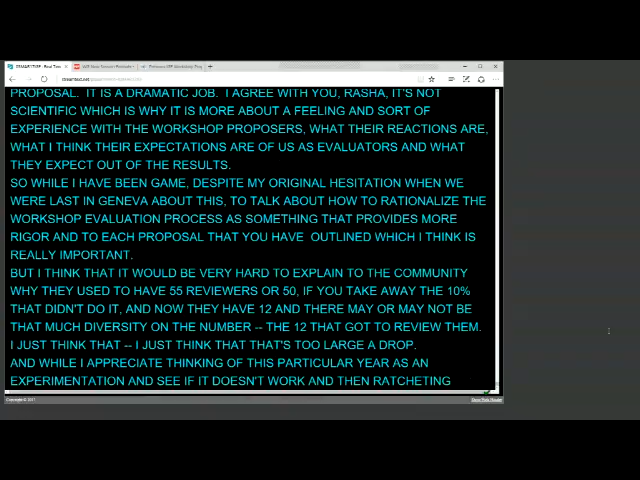 PROPOSAL.  IT IS A DRAMATIC JOB.  I AGREE WITH YOU, RASHA, IT'S NOT
SCIENTIFIC WHICH IS WHY IT IS MORE ABOUT A FEELING AND SORT OF
EXPERIENCE WITH THE WORKSHOP PROPOSERS, WHAT THEIR REACTIONS ARE,
WHAT I THINK THEIR EXPECTATIONS ARE OF US AS EVALUATORS AND WHAT
THEY EXPECT OUT OF THE RESULTS.
SO WHILE I HAVE BEEN GAME, DESPITE MY ORIGINAL HESITATION WHEN WE
WERE LAST IN GENEVA ABOUT THIS, TO TALK ABOUT HOW TO RATIONALIZE THE
WORKSHOP EVALUATION PROCESS AS SOMETHING THAT PROVIDES MORE
RIGOR AND TO EACH PROPOSAL THAT YOU HAVE  OUTLINED WHICH I THINK IS
REALLY IMPORTANT.
BUT I THINK THAT IT WOULD BE VERY HARD TO EXPLAIN TO THE COMMUNITY
WHY THEY USED TO HAVE 55 REVIEWERS OR 50, IF YOU TAKE AWAY THE 10%
THAT DIDN'T DO IT, AND NOW THEY HAVE 12 AND THERE MAY OR MAY NOT BE
THAT MUCH DIVERSITY ON THE NUMBER -- THE 12 THAT GOT TO REVIEW THEM.
I JUST THINK THAT -- I JUST THINK THAT THAT'S TOO LARGE A DROP.
AND WHILE I APPRECIATE THINKING OF THIS PARTICULAR YEAR AS AN
EXPERIMENTATION AND SEE IF IT DOESN'T WORK AND THEN RATCHETING